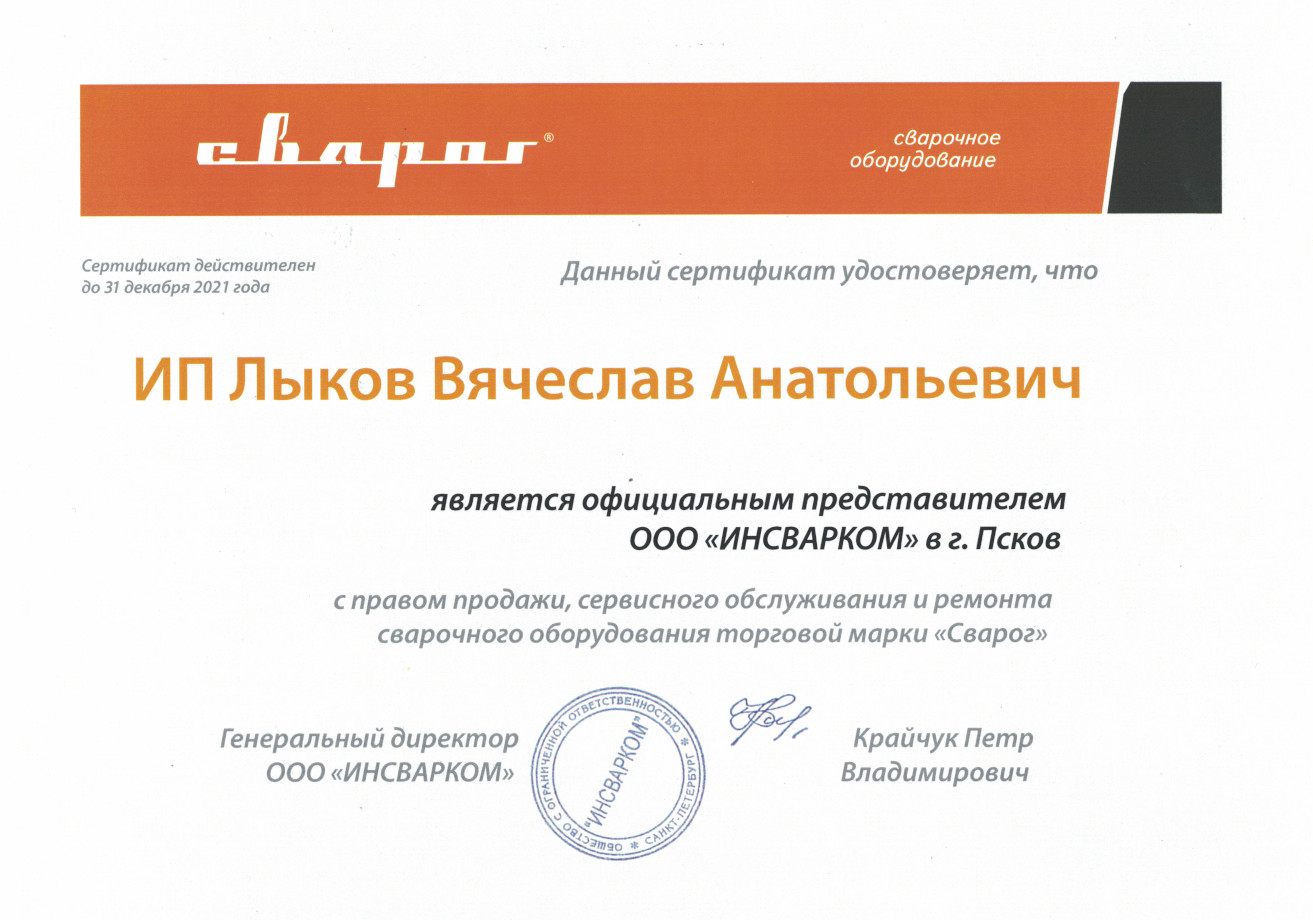 сварог®
сварочное
оборудование
Сертификат действителен
до 31 декабря 2021 года
Данный сертификат удостоверяет, что
ИП Лыков Вячеслав Анатольевич
является официальным представителем
ООО «ИНСВАРКОМ» в г. Псков
с правом продажи, сервисного обслуживания и ремонта
сварочного оборудования торговой марки «Сварог»
Генеральный директор
ООО «ИНСВАРКОМ»
ОБЩЕСТВО С ОГРАНИЧЕННОЙ ОТВЕТСТВЕННОСТЬЮ * САНКТ-ПЕТЕРБУРГ *
"ИНСВАРКОМ"
Крайчук Петр
Владимирович